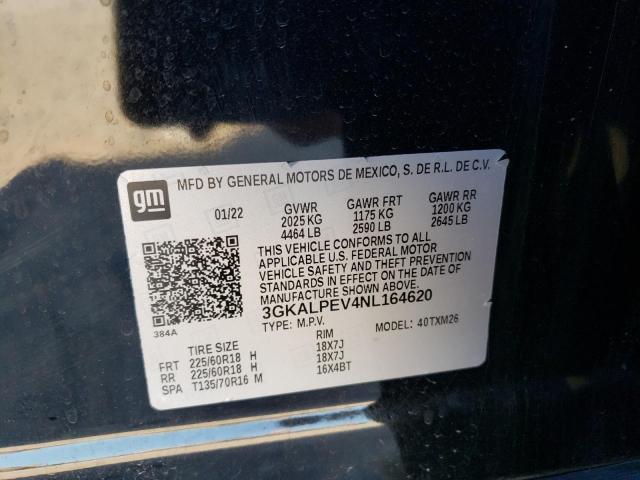 gm
MFD BY GENERAL MOTORS DE MEXICO, S. DE R.L. DE C.V.
01/22 GVWR GAWR FRT GAWR RR
2025 KG 1175 KG 1200 KG
4464 LB 2590 LB 2645 LB
THIS VEHICLE CONFORMS TO ALL
APPLICABLE U.S. FEDERAL MOTOR
VEHICLE SAFETY AND THEFT PREVENTION
STANDARDS IN EFFECT ON THE DATE OF
MANUFACTURE SHOWN ABOVE.
3GKALPEV4NL164620
384A
TYPE: M.P.V. MODEL: 40TXM26
TIRE SIZE RIM
FRT 225/60R18 H 18X7J
RR 225/60R18 H 18X7J
SPA T135/70R16 M 16X4BT